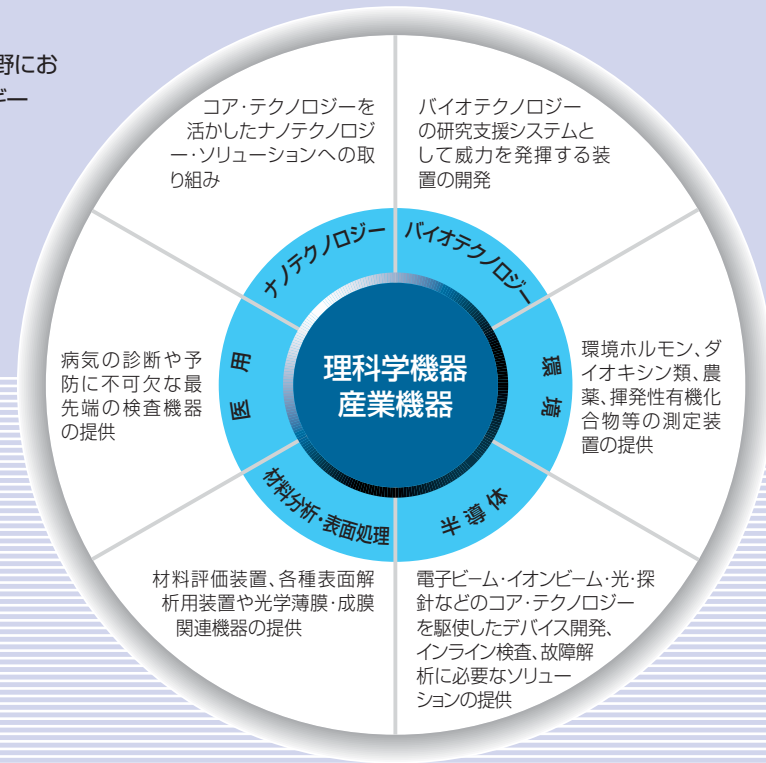 野にお
コア・テクノロジーを
活かしたナノテクノロジ
ー・ソリューションへの取
り組み
バイオテクノロジー
の研究支援システムと
して威力を発揮する装
置の開発
ナノテクノロジー
バイオテクノロジー
病気の診断や予
防に不可欠な最
先端の検査機器
の提供
医用
理科学機器
産業機器
環境
環境ホルモン、ダ
イオキシン類、農
薬、揮発性有機化
合物等の測定装
置の提供
材料分析・表面処理
半導体
材料評価装置、各種表面解
析用装置や光学薄膜・成膜
関連機器の提供
電子ビーム・イオンビーム・光・探
針などのコア・テクノロジー
を駆使したデバイス開発、
インライン検査、故障解
析に必要なソリュー
ションの提供